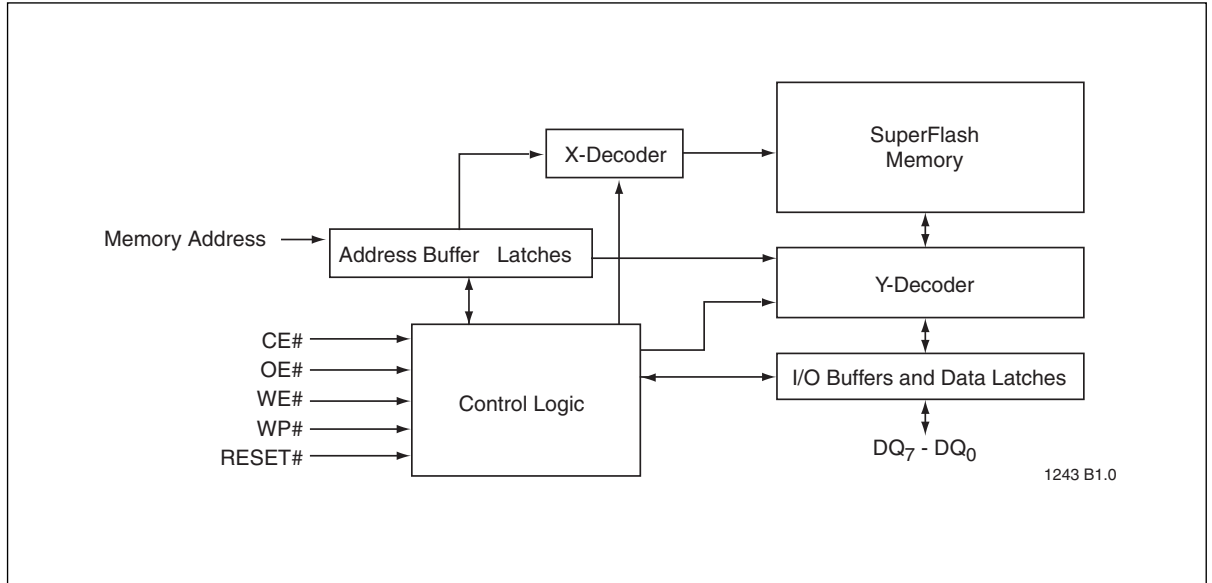 SuperFlash
Memory
X-Decoder
Memory Address
Address Buffer Latches
Y-Decoder
CE#
OE#
WE#
WP#
RESET#
Control Logic
I/O Buffers and Data Latches
DQ7 - DQ0
1243 B1.0